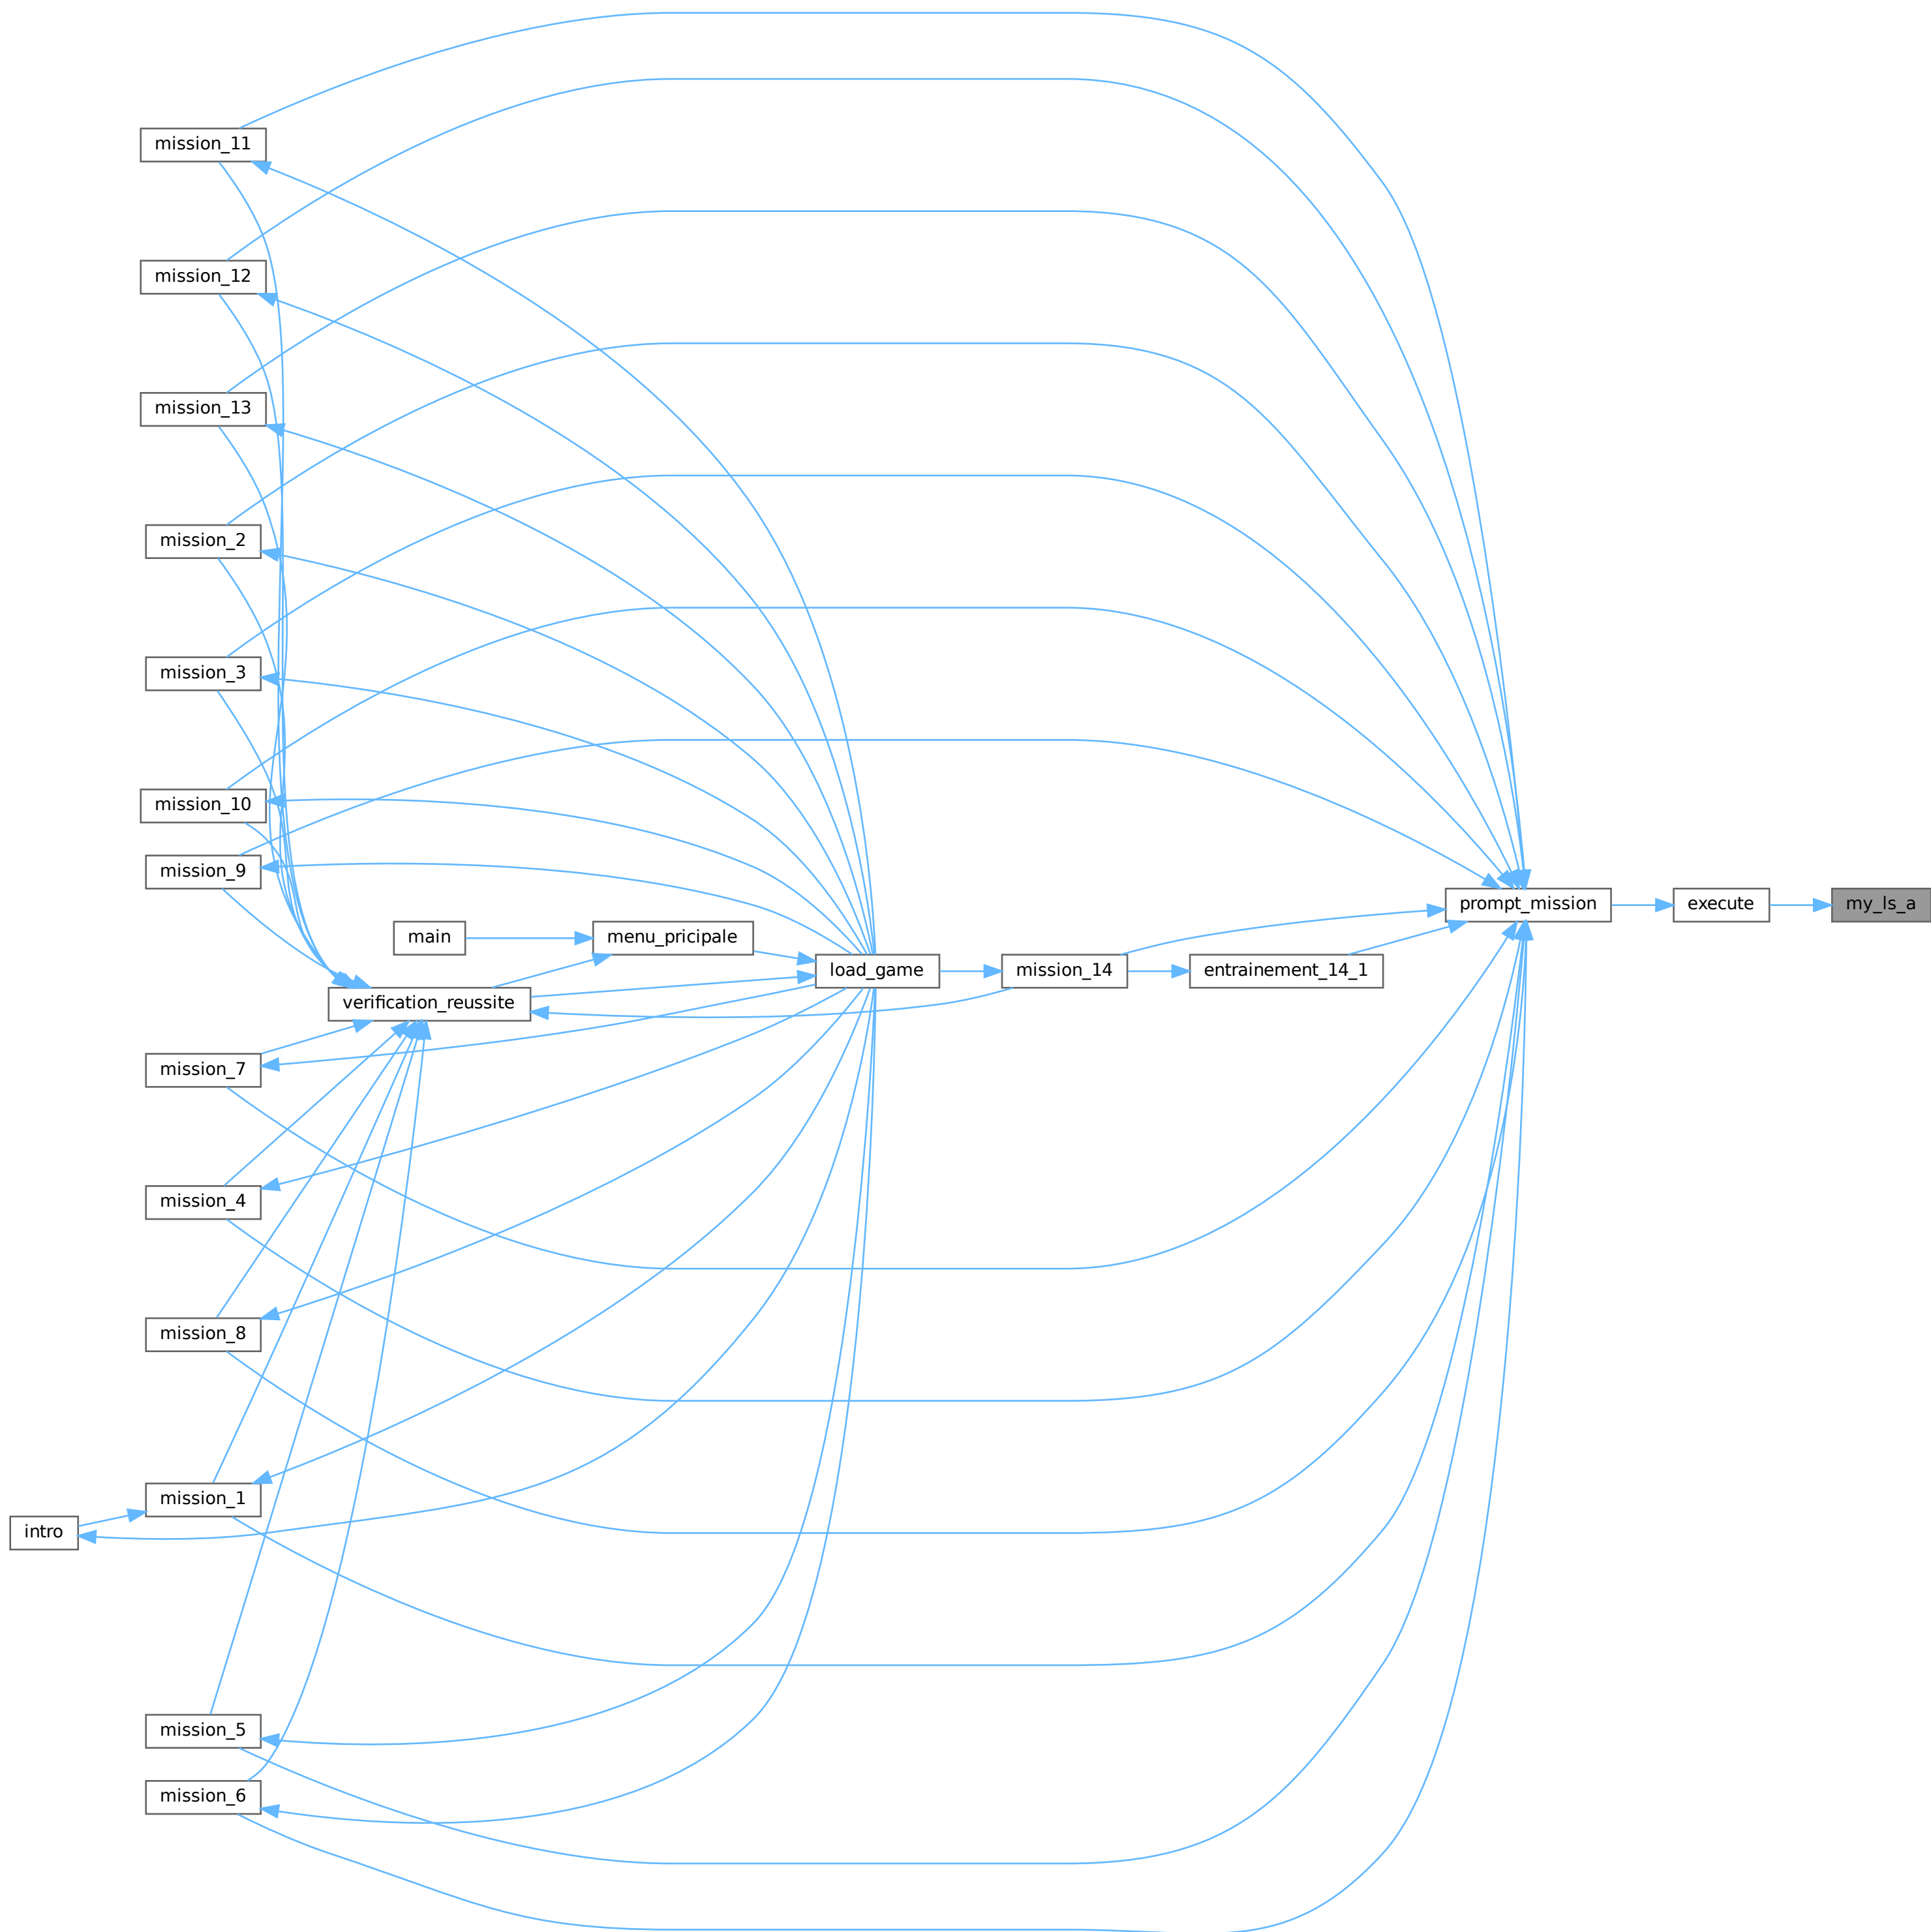 mission_11
mission_12
mission_13
mission_2
mission_3
mission_10
mission_9
prompt_mission
execute
my_ls_a
main
menu_pricipale
load_game
mission_14
entrainement_14_1
verification_reussite
mission_7
mission_4
mission_8
mission_1
intro
mission_5
mission_6